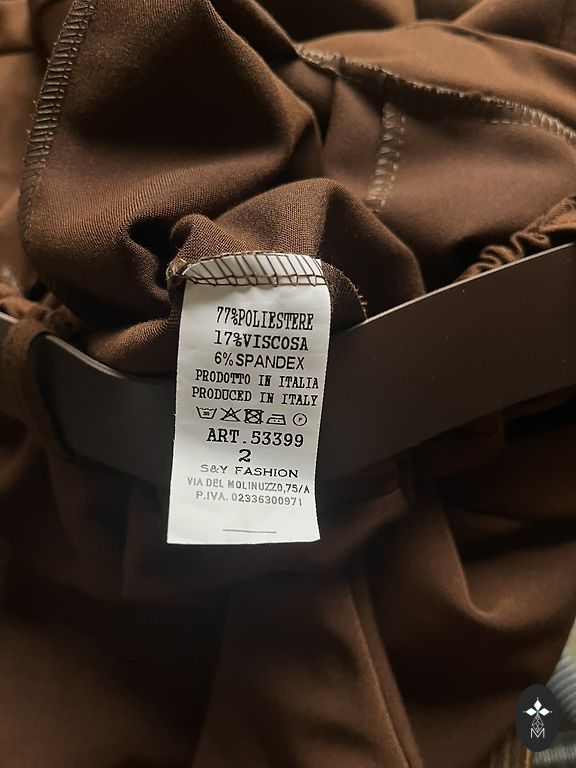 77%POLIESTERE
17%VISCOSA
6%SPANDEX
PRODOTTO IN ITALIA
PRODUCED IN ITALY
ART.53399
2
S&Y FASHION
VIA DEL MOLINUZZO,75/A
P.IVA. 02336300971
M